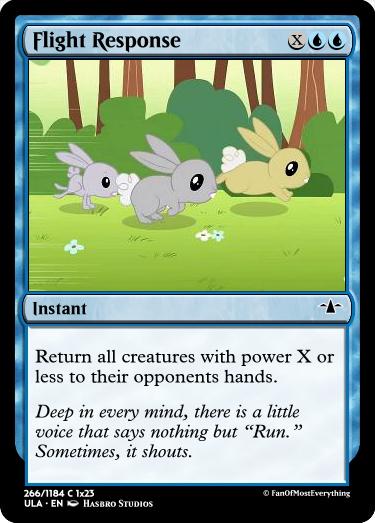 Flight Response X
Instant
Return all creatures with power X or
less to their opponents hands.
Deep in every mind, there is a little
voice that says nothing but “Run.”
Sometimes, it shouts.
266/1184 C 1x23
ULA · EN HASBRO STUDIOS
© FanOfMostEverything